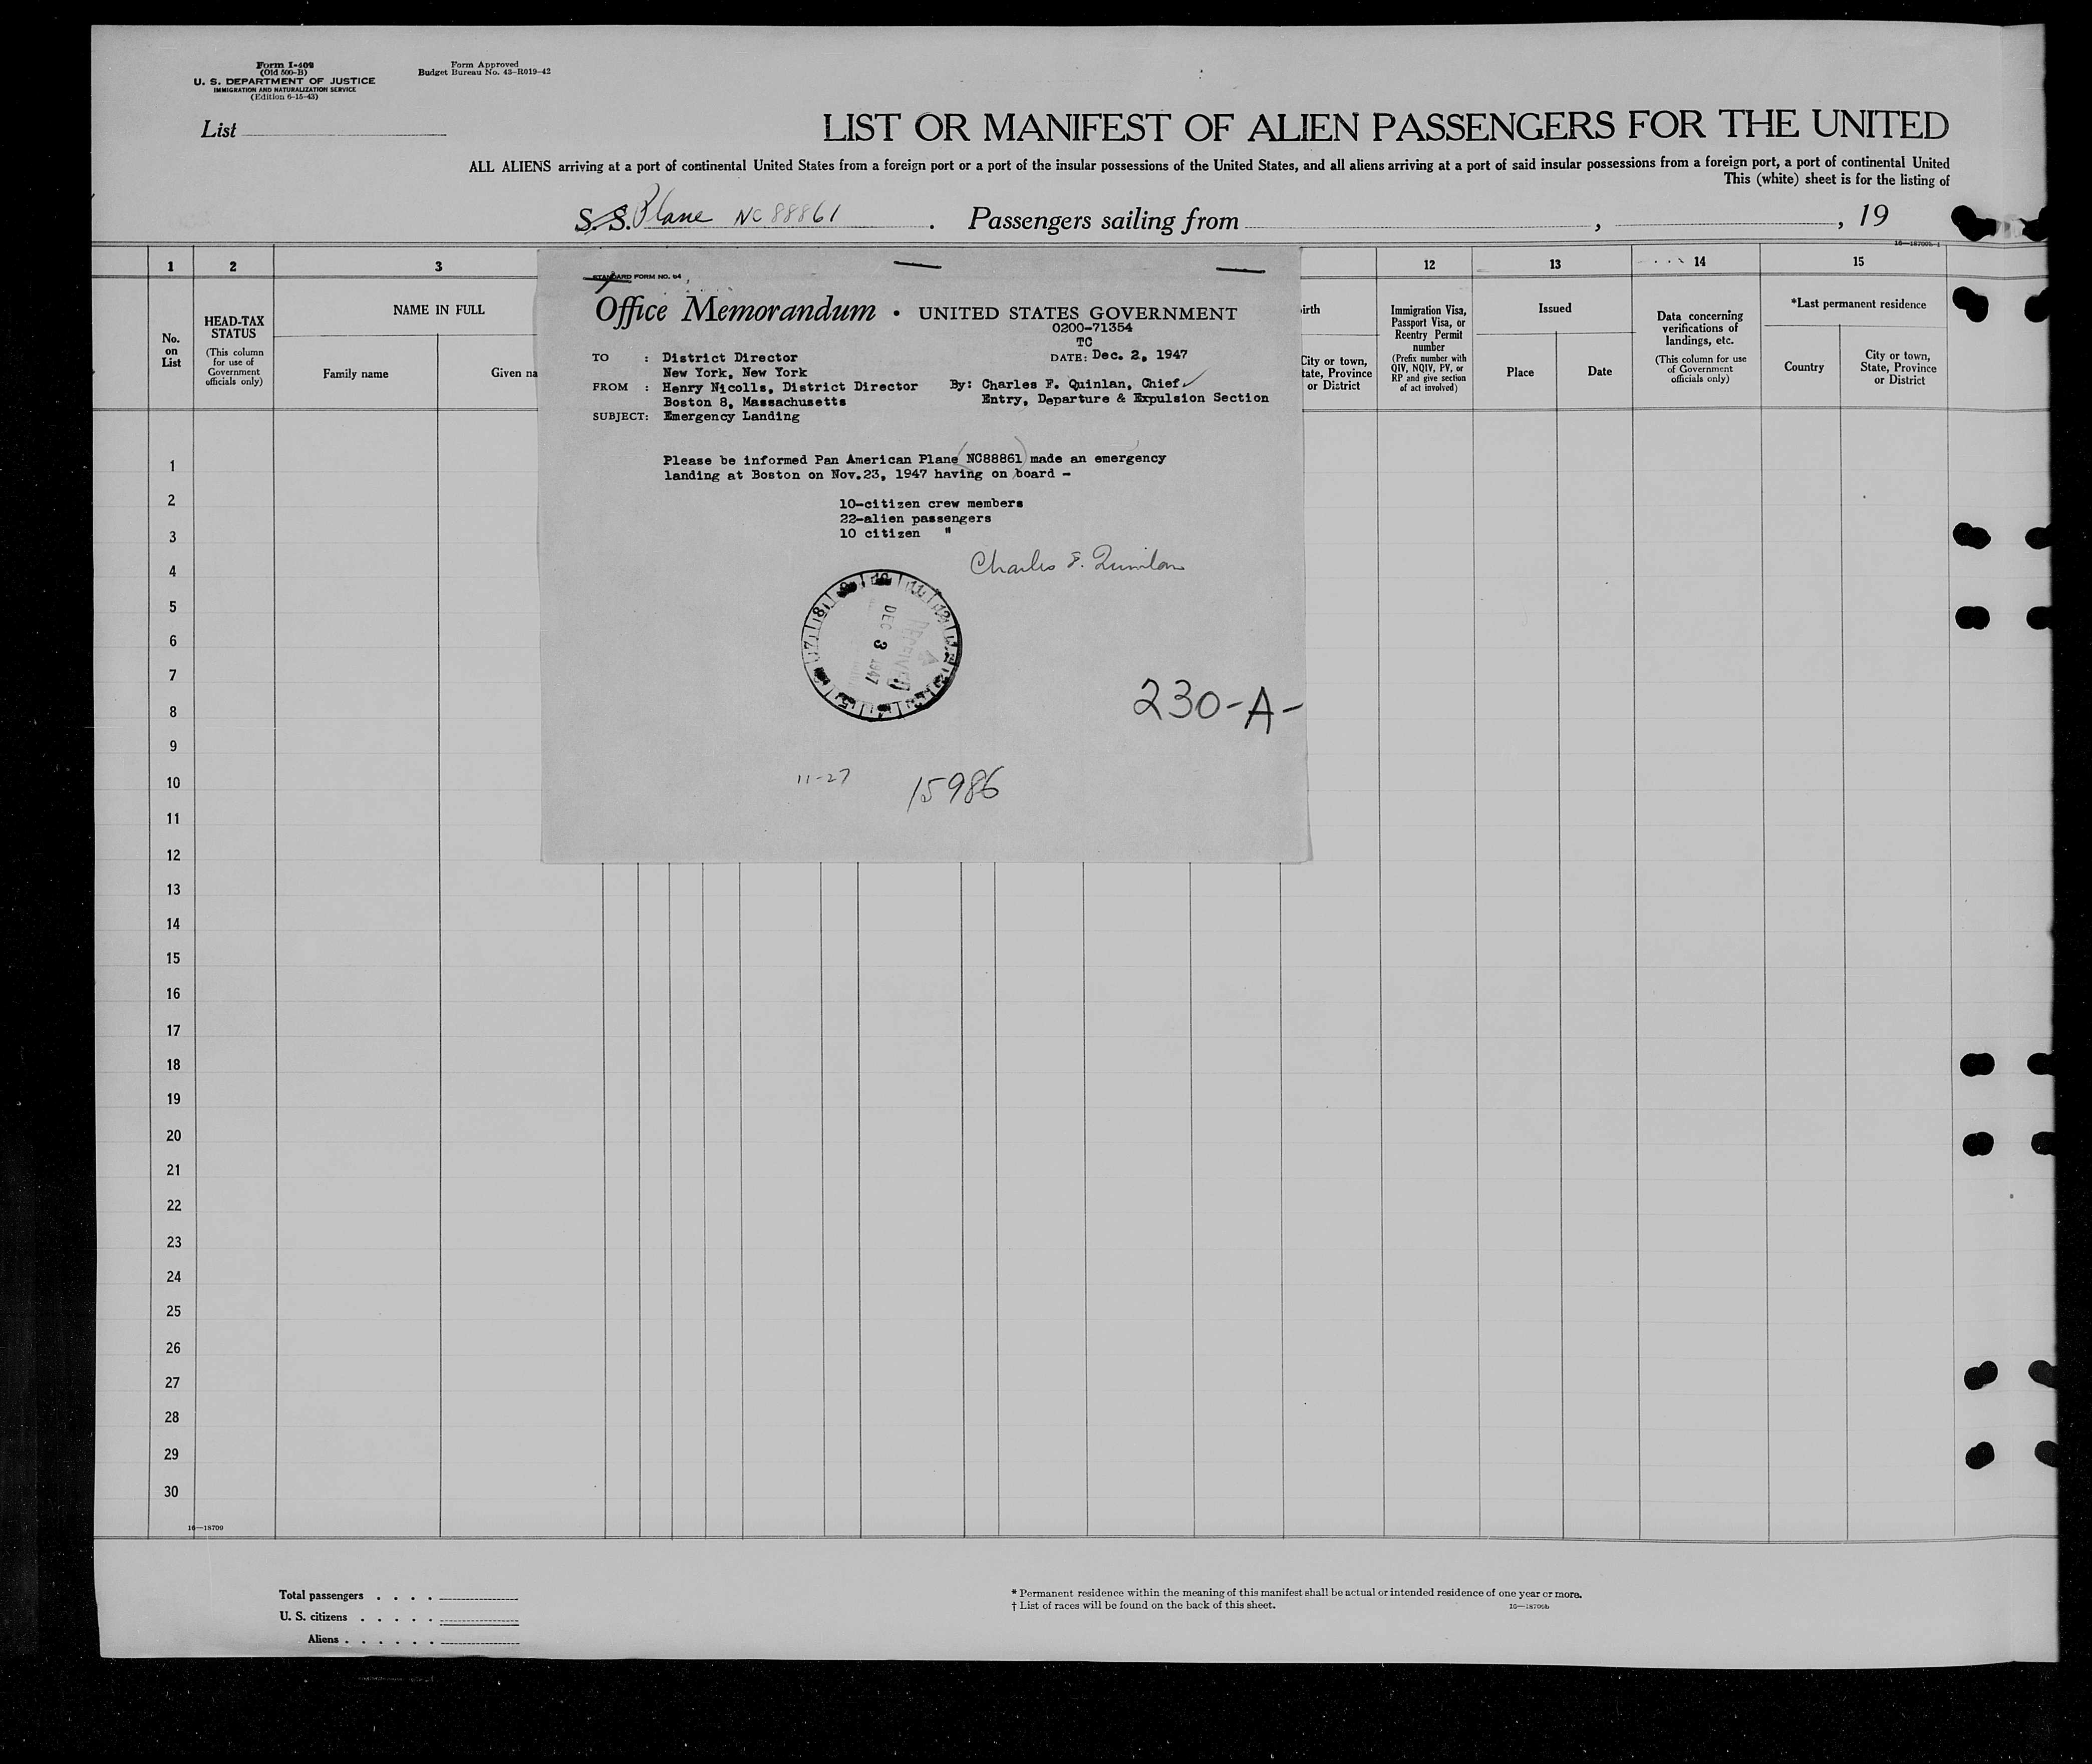 Form I-409
(Old 500-B)
U. S. DEPARTMENT OF JUSTICE
IMMIGRATION AND NATURALIZATION SERVICE
(Edition 6-15-43)
Form Approved
Budget Bureau No. 43-R019-42
List
LIST OR MANIFEST OF ALIEN PASSENGERS FOR THE UNITED
ALL ALIENS arriving at a port of continental United States from a foreign port or a port of the insular possessions of the United States, and all aliens arriving at a port of said insular possessions from a foreign port, a port of continental United
This (white) sheet is for the listing of
S.S. Plane NC 88861 . Passengers sailing from , , 19
1 2 3 12 13 14 15
No. on List
HEAD-TAX STATUS
(This column for use of Government officials only)
NAME IN FULL
Family name
Given na
irth
City or town,
tate, Province
or District
Immigration Visa, Passport Visa, or Reentry Permit number
(Prefix number with QIV, NQIV, PV, or RP and give section of act involved)
Issued
Place
Date
Data concerning verifications of landings, etc.
(This column for use of Government officials only)
*Last permanent residence
Country
City or town, State, Province or District
STANDARD FORM NO. 64
Office Memorandum • UNITED STATES GOVERNMENT
0200-71354
TC
TO : District Director DATE: Dec. 2, 1947
New York, New York
FROM : Henry Nicolls, District Director By: Charles F. Quinlan, Chief
Boston 8, Massachusetts Entry, Departure & Expulsion Section
SUBJECT: Emergency Landing
Please be informed Pan American Plane NC88861 made an emergency
landing at Boston on Nov.23, 1947 having on board -
10-citizen crew members
22-alien passengers
10 citizen "
Charles F. Quinlan
RECEIVED
DEC 3 1947
230-A-
11-27
15986
1
2
3
4
5
6
7
8
9
10
11
12
13
14
15
16
17
18
19
20
21
22
23
24
25
26
27
28
29
30
16—18709
Total passengers . . . .
U. S. citizens . . . . .
Aliens . . . . . .
* Permanent residence within the meaning of this manifest shall be actual or intended residence of one year or more.
† List of races will be found on the back of this sheet.